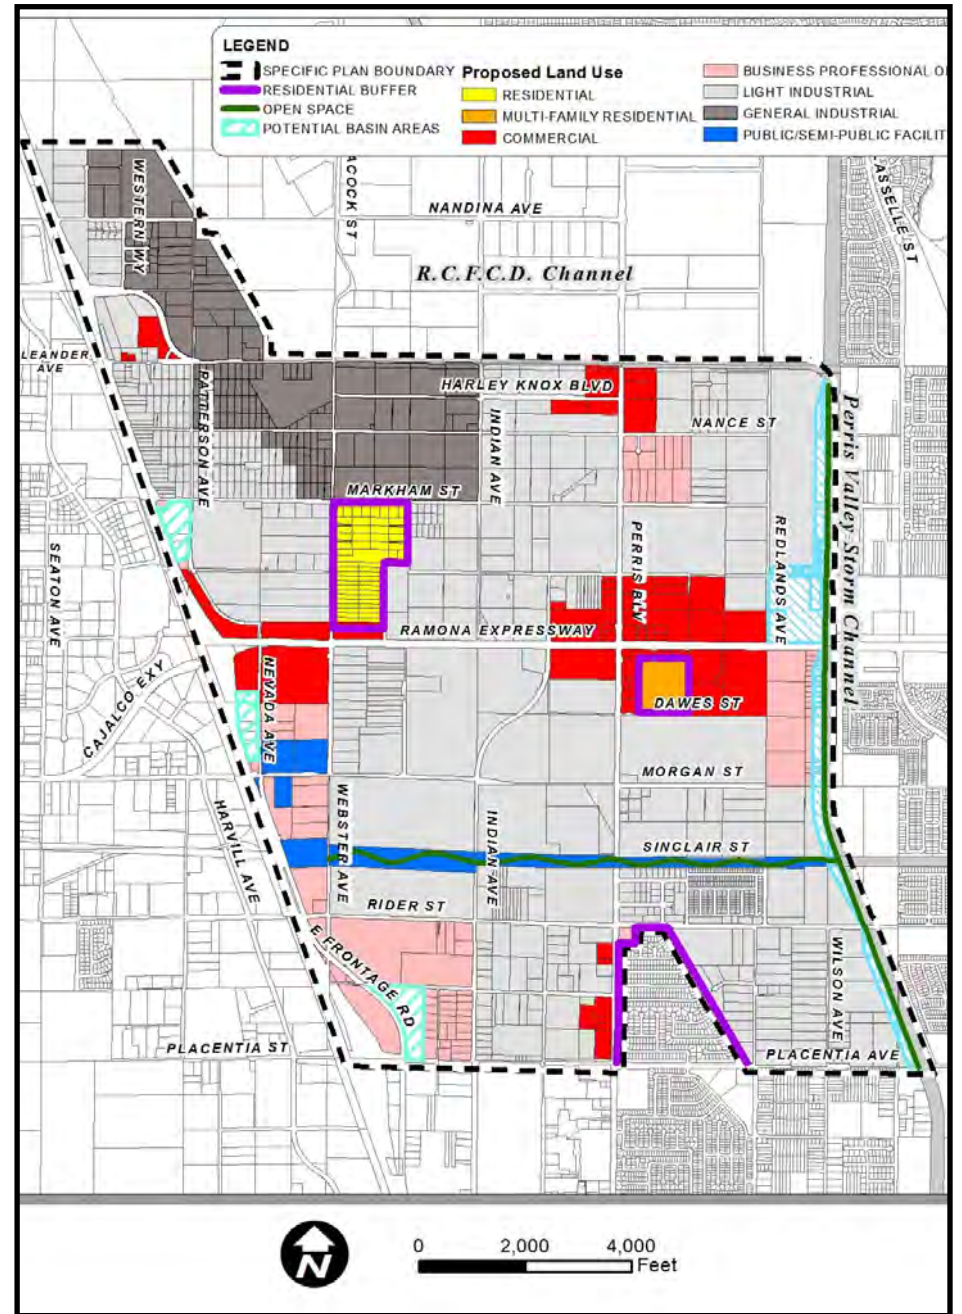 LEGEND
SPECIFIC PLAN BOUNDARY
RESIDENTIAL BUFFER
OPEN SPACE
POTENTIAL BASIN AREAS
Proposed Land Use
RESIDENTIAL
MULTI-FAMILY RESIDENTIAL
COMMERCIAL
BUSINESS PROFESSIONAL O
LIGHT INDUSTRIAL
GENERAL INDUSTRIAL
PUBLIC/SEMI-PUBLIC FACILIT
WESTERN WY
ACOCK ST
NANDINA AVE
ASSELLE ST
R.C.F.C.D. Channel
LEANDER
AVE
PATTERSON AVE
HARLEY KNOX BLVD
INDIAN AVE
NANCE ST
Perris Valley Storm Channel
MARKHAM ST
SEATON AVE
PERRIS BLV
REDLANDS AVE
RAMONA EXPRESSWAY
CAJALCO EXY
NEVADA AVE
DAWES ST
MORGAN ST
HARVILL AVE
WEBSTER AVE
INDIAN AVE
SINCLAIR ST
RIDER ST
E FRONTAGE RD
WILSON AVE
PLACENTIA ST
PLACENTIA AVE
N
0 2,000 4,000
Feet